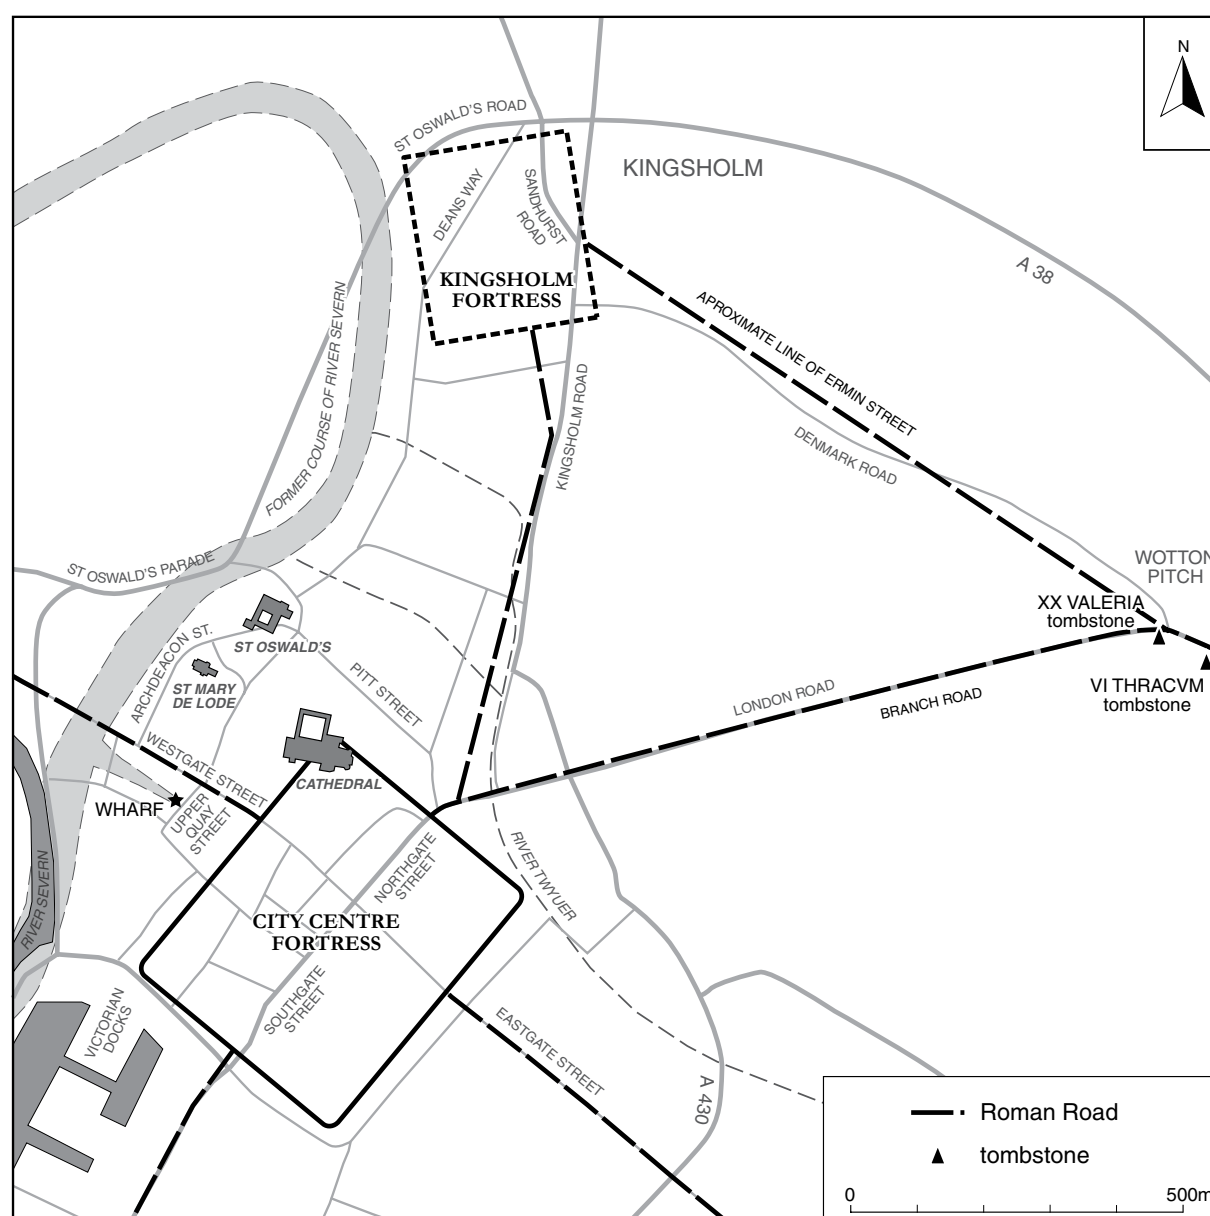 N
ST OSWALD'S ROAD
KINGSHOLM
DEANS WAY
SANDHURST
ROAD
A 38
KINGSHOLM
FORTRESS
APROXIMATE LINE OF ERMIN STREET
FORMER COURSE OF RIVER SEVERN
KINGSHOLM ROAD
DENMARK ROAD
ST OSWALD'S PARADE
WOTTON
PITCH
XX VALERIA
tombstone
VI THRACVM
tombstone
ARCHDEACON ST.
ST OSWALD'S
ST MARY
DE LODE
PITT STREET
LONDON ROAD
BRANCH ROAD
WESTGATE STREET
CATHEDRAL
WHARF
UPPER
QUAY
STREET
NORTHGATE
STREET
RIVER TWYUER
RIVER SEVERN
CITY CENTRE
FORTRESS
SOUTHGATE
STREET
VICTORIAN
DOCKS
EASTGATE STREET
A 430
Roman Road
tombstone
0 500m